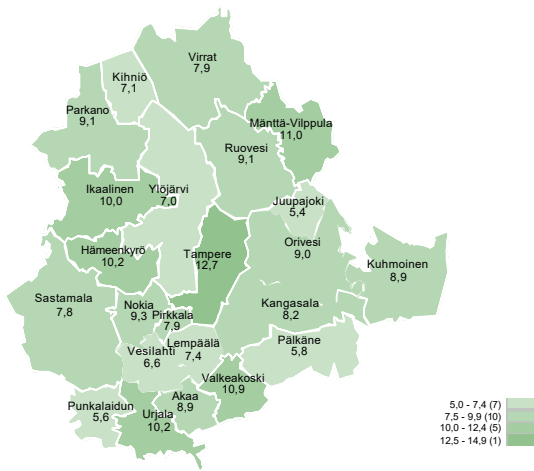 Virrat
7,9
Kihniö
7,1
Parkano
9,1
Mänttä-Vilppula
11,0
Ruovesi
9,1
Ikaalinen
10,0
Ylöjärvi
7,0
Juupajoki
5,4
Hämeenkyrö
10,2
Tampere
12,7
Orivesi
9,0
Kuhmoinen
8,9
Sastamala
7,8
Nokia
9,3
Pirkkala
7,9
Kangasala
8,2
Vesilahti
6,6
Lempäälä
7,4
Pälkäne
5,8
Valkeakoski
10,9
Punkalaidun
5,6
Urjala
10,2
Akaa
8,9
5,0 - 7,4 (7)
7,5 - 9,9 (10)
10,0 - 12,4 (5)
12,5 - 14,9 (1)